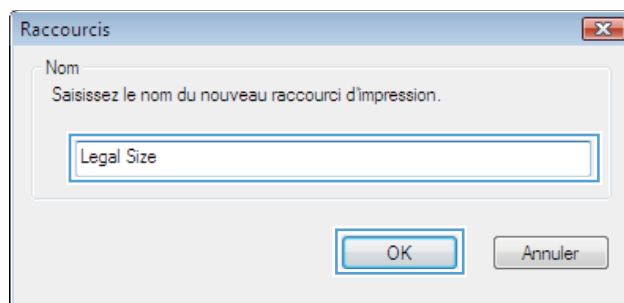 Raccourcis
Nom
Saisissez le nom du nouveau raccourci d'impression.
Legal Size
OK
Annuler